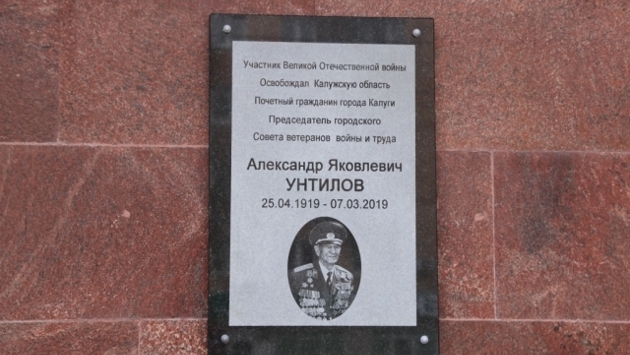 Участник Великой Отечественной войны
Освобождал Калужскую область
Почетный гражданин города Калуги
Председатель городского
Совета ветеранов войны и труда
Александр Яковлевич
УНТИЛОВ
25.04.1919 - 07.03.2019